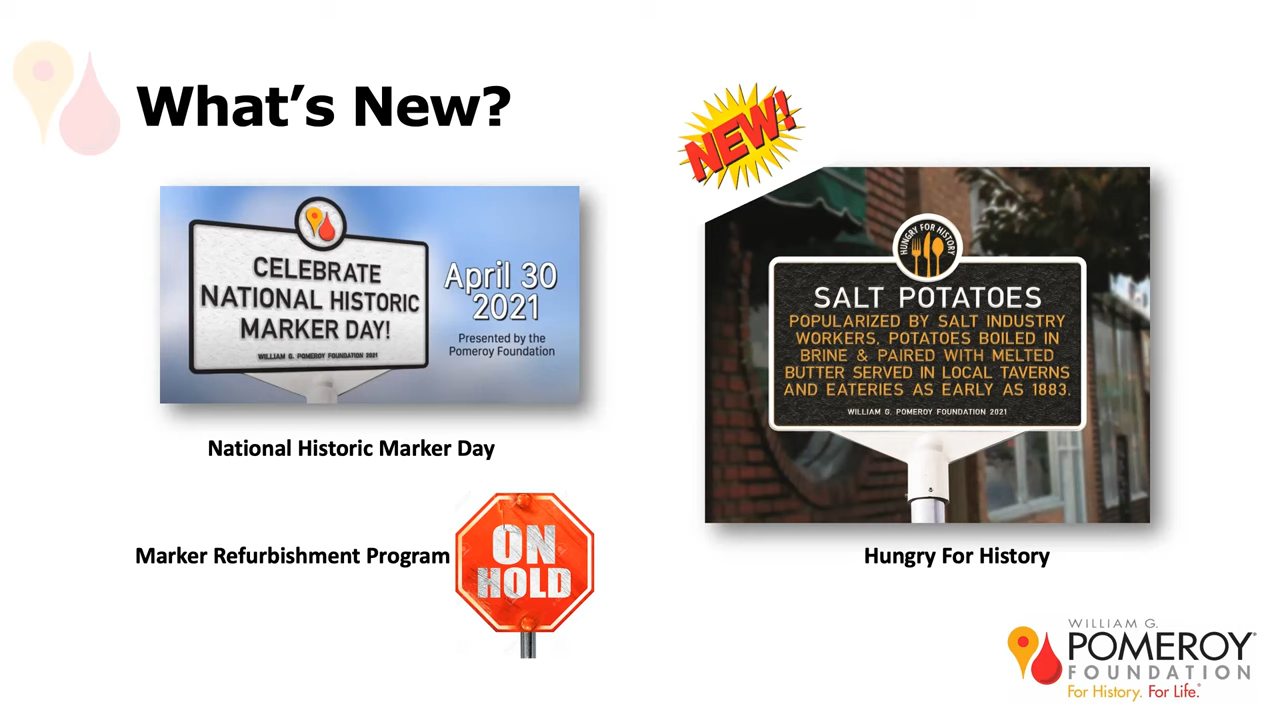 What's New?
NEW!
CELEBRATE
NATIONAL HISTORIC
MARKER DAY!
WILLIAM G. POMEROY FOUNDATION 2021
April 30
2021
Presented by the
Pomeroy Foundation
National Historic Marker Day
Marker Refurbishment Program
ON
HOLD
HUNGRY FOR HISTORY
SALT POTATOES
POPULARIZED BY SALT INDUSTRY
WORKERS, POTATOES BOILED IN
BRINE & PAIRED WITH MELTED
BUTTER SERVED IN LOCAL TAVERNS
AND EATERIES AS EARLY AS 1883.
WILLIAM G. POMEROY FOUNDATION 2021
Hungry For History
WILLIAM G.
POMEROY®
FOUNDATION
For History. For Life.®